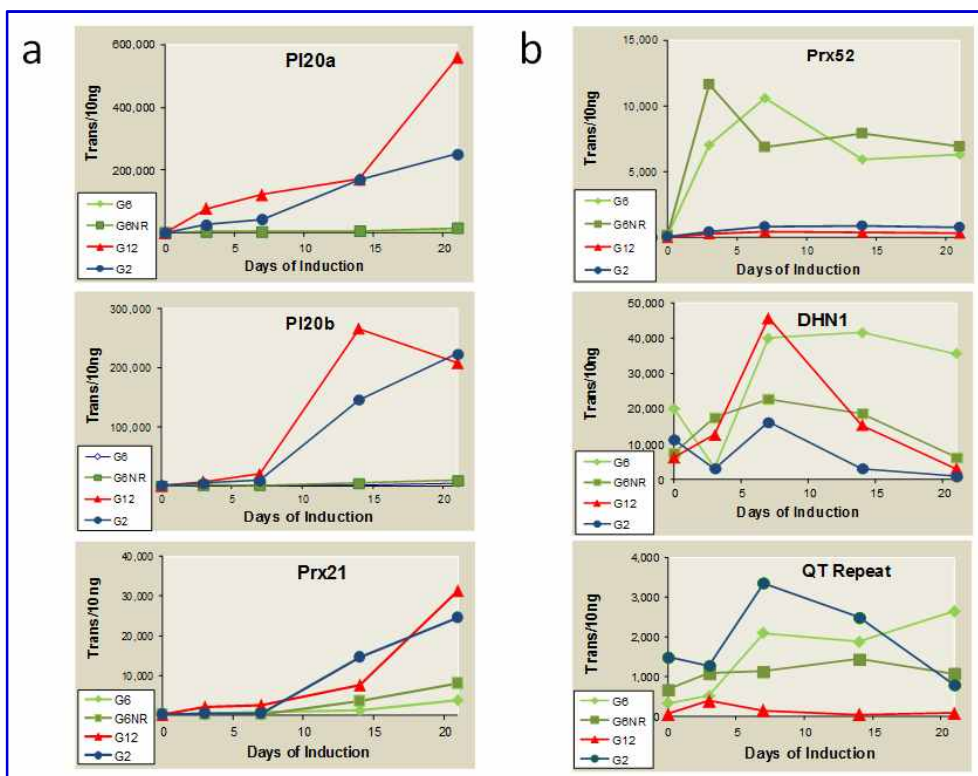 a
PI20a
Trans/10ng
600,000
400,000
200,000
0
5
10
15
20
Days of Induction
G6
G6NR
G12
G2
PI20b
Trans/10ng
300,000
200,000
100,000
0
5
10
15
20
Days of Induction
G6
G6NR
G12
G2
Prx21
Trans/10ng
40,000
30,000
20,000
10,000
0
0
5
10
15
20
Days of Induction
G6
G6NR
G12
G2
b
Prx52
Trans/10ng
15,000
10,000
5,000
0
5
10
15
20
Days of Induction
G6
G6NR
G12
G2
DHN1
Trans/10ng
50,000
40,000
30,000
20,000
10,000
0
0
5
10
15
20
Days of Induction
G6
G6NR
G12
G2
QT Repeat
Trans/10ng
4,000
3,000
2,000
1,000
0
0
5
10
15
20
Days of Induction
G6
G6NR
G12
G2